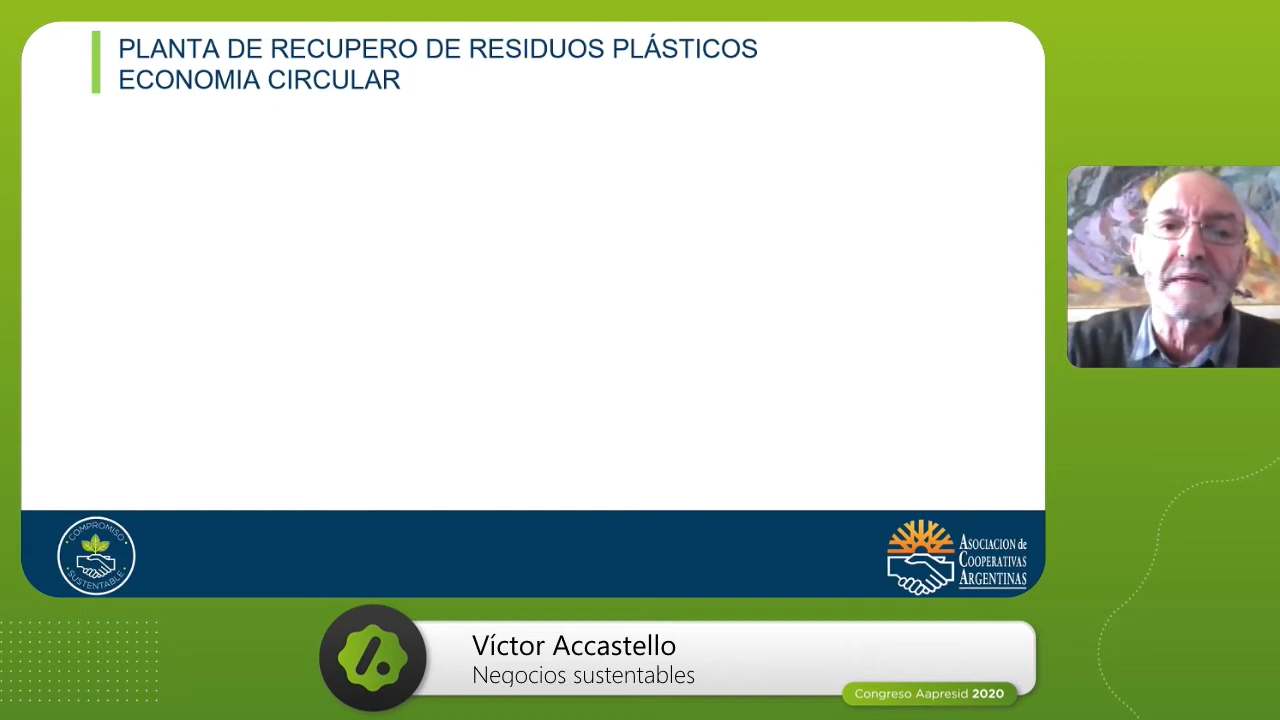 PLANTA DE RECUPERO DE RESIDUOS PLÁSTICOS
ECONOMIA CIRCULAR
COMPROMISO
SUSTENTABLE
ASOCIACION de
COOPERATIVAS
ARGENTINAS
Víctor Accastello
Negocios sustentables
Congreso Aapresid 2020